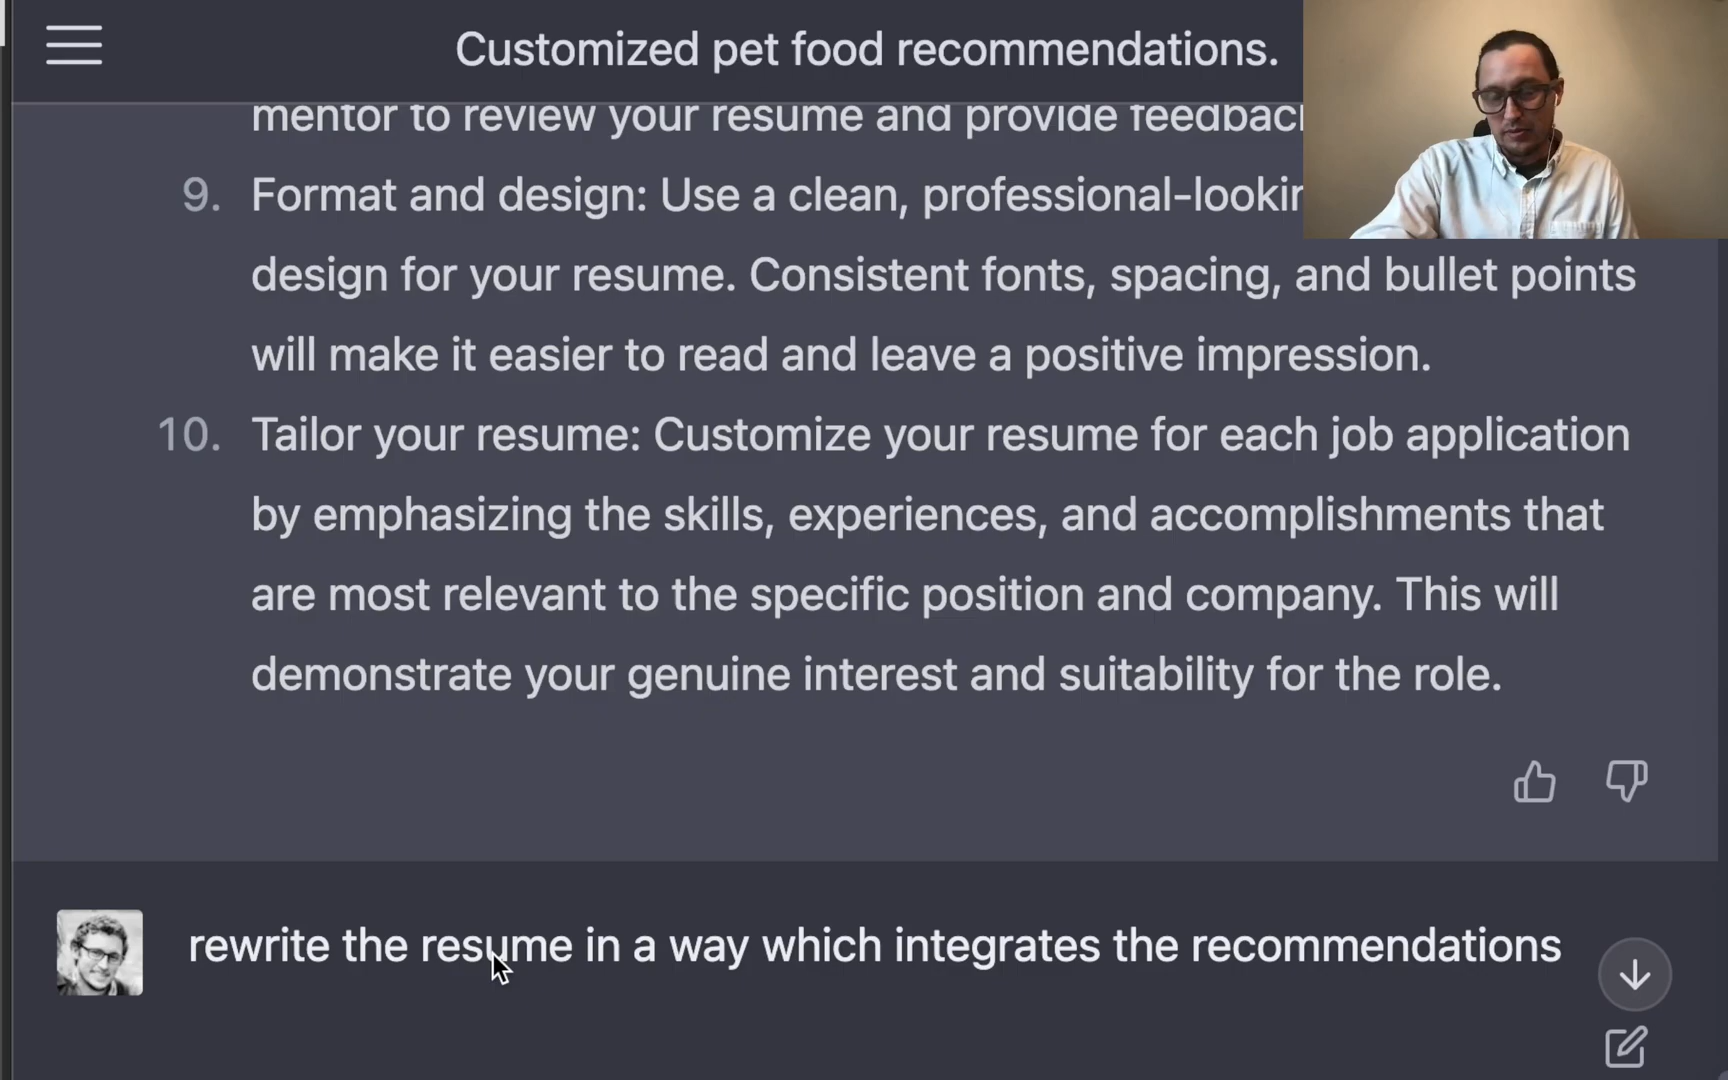 Customized pet food recommendations.
mentor to review your resume and provide
9. Format and design: Use a clean,
design for your resume. Consistent fonts, spacing, and bullet points
will make it easier to read and leave a positive impression.
10. Tailor your resume: Customize your resume for each job application
by emphasizing the skills, experiences, and accomplishments that
are most relevant to the specific position and company. This will
demonstrate your genuine interest and suitability for the role.
rewrite the resume in a way which integrates the recommendations